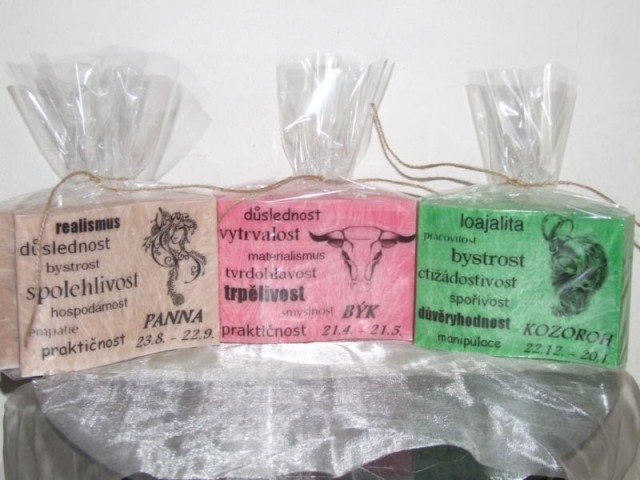 realismus
důslednost
bystrost
spolehlivost
hospodárnost
empatie
PANNA
praktičnost
23.8. - 22.9.
důslednost
vytrvalost
materialismus
tvrdohlavost
trpělivost
smyslnost
BÝK
praktičnost
21.4. - 21.5.
loajalita
pracovitost
bystrost
ctižádostivost
spořivost
důvěryhodnost
KOZOROH
manipulace
22.12. - 20.1.